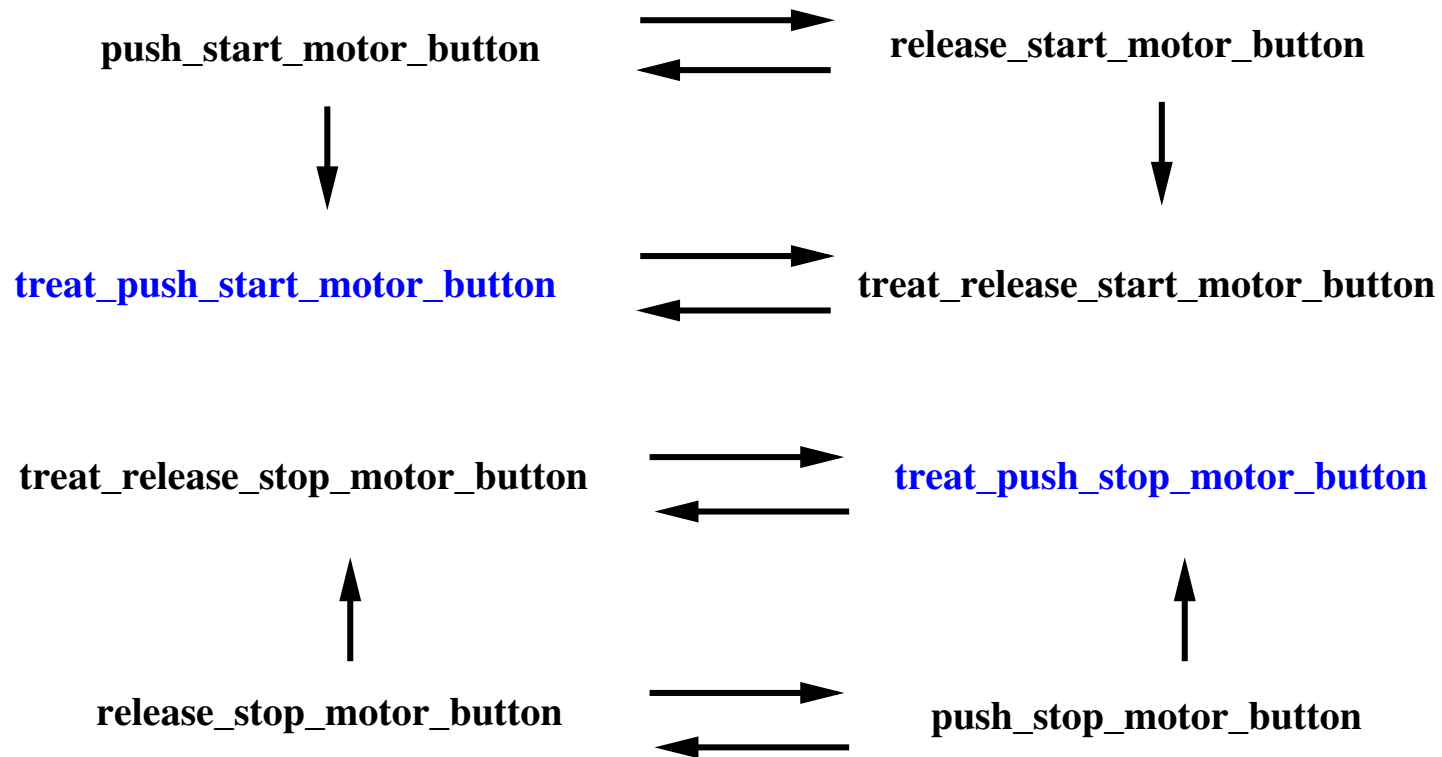 push_start_motor_button
release_start_motor_button
treat_push_start_motor_button
treat_release_start_motor_button
treat_release_stop_motor_button
treat_push_stop_motor_button
release_stop_motor_button
push_stop_motor_button